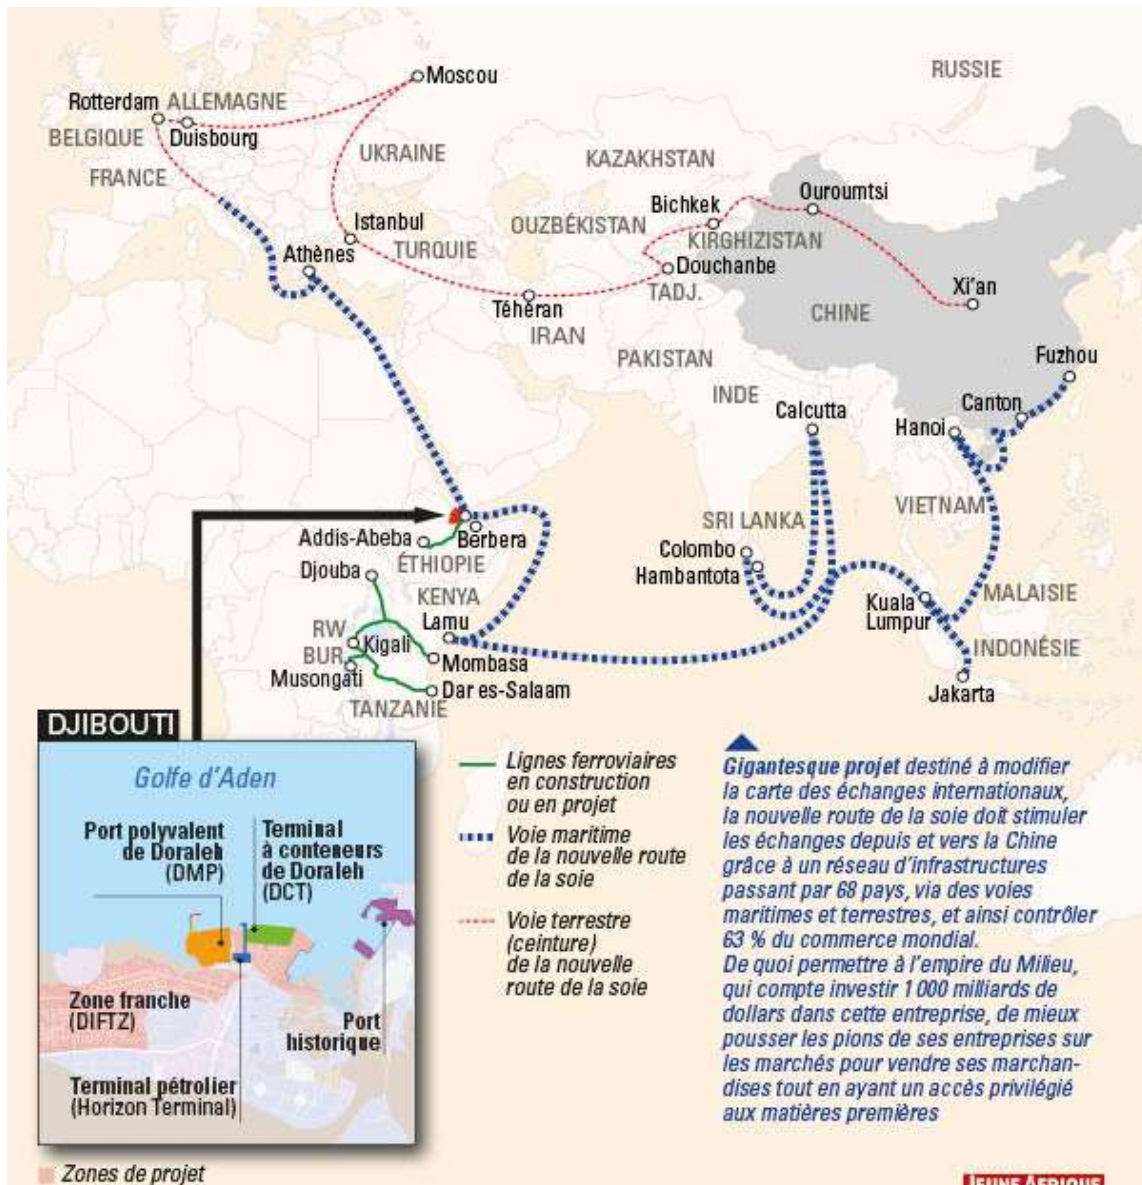 RUSSIE
Moscou
Rotterdam
ALLEMAGNE
BELGIQUE
Duisbourg
UKRAINE
KAZAKHSTAN
FRANCE
Ouroumtsi
Bichkek
Istanbul
OUZBÉKISTAN
KIRGHIZISTAN
Athènes
TURQUIE
Douchanbe
TADJ.
Xi'an
Téhéran
CHINE
IRAN
PAKISTAN
Fuzhou
INDE
Calcutta
Canton
Hanoi
VIETNAM
SRI LANKA
Addis-Abeba
Berbera
Colombo
ÉTHIOPIE
Djouba
Hambantota
KENYA
MALAISIE
Lamu
Kuala
Lumpur
RW
Kigali
INDONÉSIE
BUR
Mombasa
Musongati
Dar es-Salaam
Jakarta
TANZANIE
DJIBOUTI
Golfe d'Aden
Port polyvalent
de Doraleh
(DMP)
Terminal
à conteneurs
de Doraleh
(DCT)
Zone franche
(DIFTZ)
Port
historique
Terminal pétrolier
(Horizon Terminal)
Zones de projet
Lignes ferroviaires
en construction
ou en projet
Voie maritime
de la nouvelle route
de la soie
Voie terrestre
(ceinture)
de la nouvelle
route de la soie
Gigantesque projet destiné à modifier
la carte des échanges internationaux,
la nouvelle route de la soie doit stimuler
les échanges depuis et vers la Chine
grâce à un réseau d'infrastructures
passant par 68 pays, via des voies
maritimes et terrestres, et ainsi contrôler
63 % du commerce mondial.
De quoi permettre à l'empire du Milieu,
qui compte investir 1 000 milliards de
dollars dans cette entreprise, de mieux
pousser les pions de ses entreprises sur
les marchés pour vendre ses marchan-
dises tout en ayant un accès privilégié
aux matières premières
JEUNE AFRIQUE